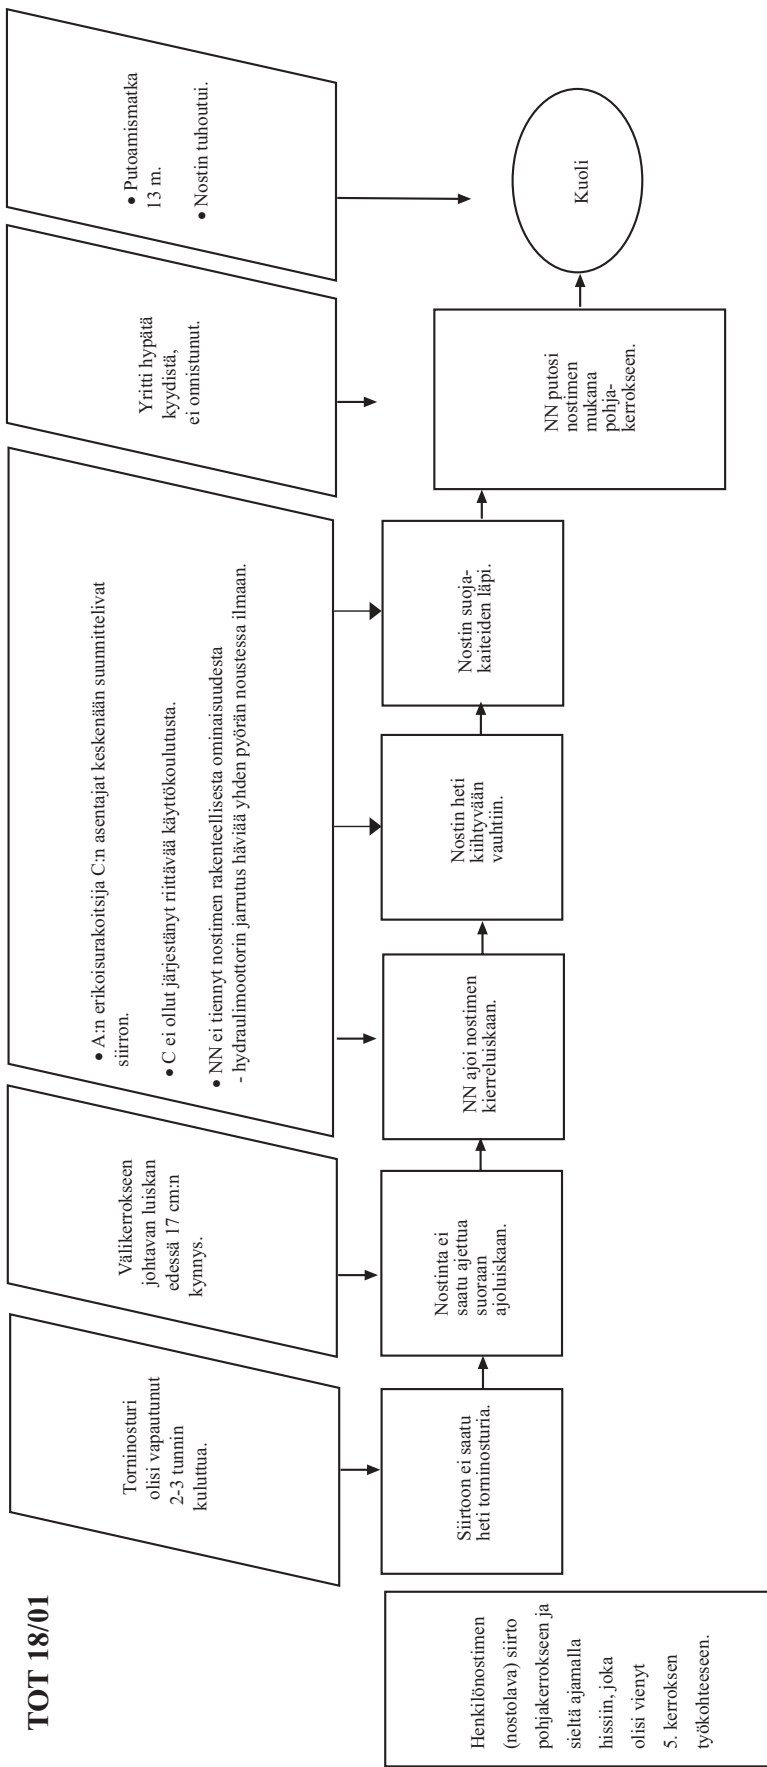 TOT 18/01
Henkilönostimen
(nostolava) siirto
pohjakerrokseen ja
sieltä ajamalla
hissiin, joka
olisi vienyt
5. kerroksen
työkohteeseen.
Torninosturi
olisi vapautunut
2-3 tunnin
kuluttua.
Siirtoon ei saatu
heti torninosturia.
Välikerrokseen
johtavan luiskan
edessä 17 cm:n
kynnys.
Nostinta ei
saatu ajettua
suoraan
ajoluiskaan.
• A:n erikoisurakoitsija C:n asentajat keskenään suunnittelivat
siirron.
• C ei ollut järjestänyt riittävää käyttökoulutusta.
• NN ei tiennyt nostimen rakenteellisesta ominaisuudesta
- hydraulimoottorin jarrutus häviää yhden pyörän noustessa ilmaan.
NN ajoi nostimen
kierreluiskaan.
Nostin heti
kiihtyvään
vauhtiin.
Nostin suoja-
kaiteiden läpi.
Yritti hypätä
kyydistä,
ei onnistunut.
NN putosi
nostimen
mukana
pohja-
kerrokseen.
• Putoamismatka
13 m.
• Nostin tuhoutui.
Kuoli